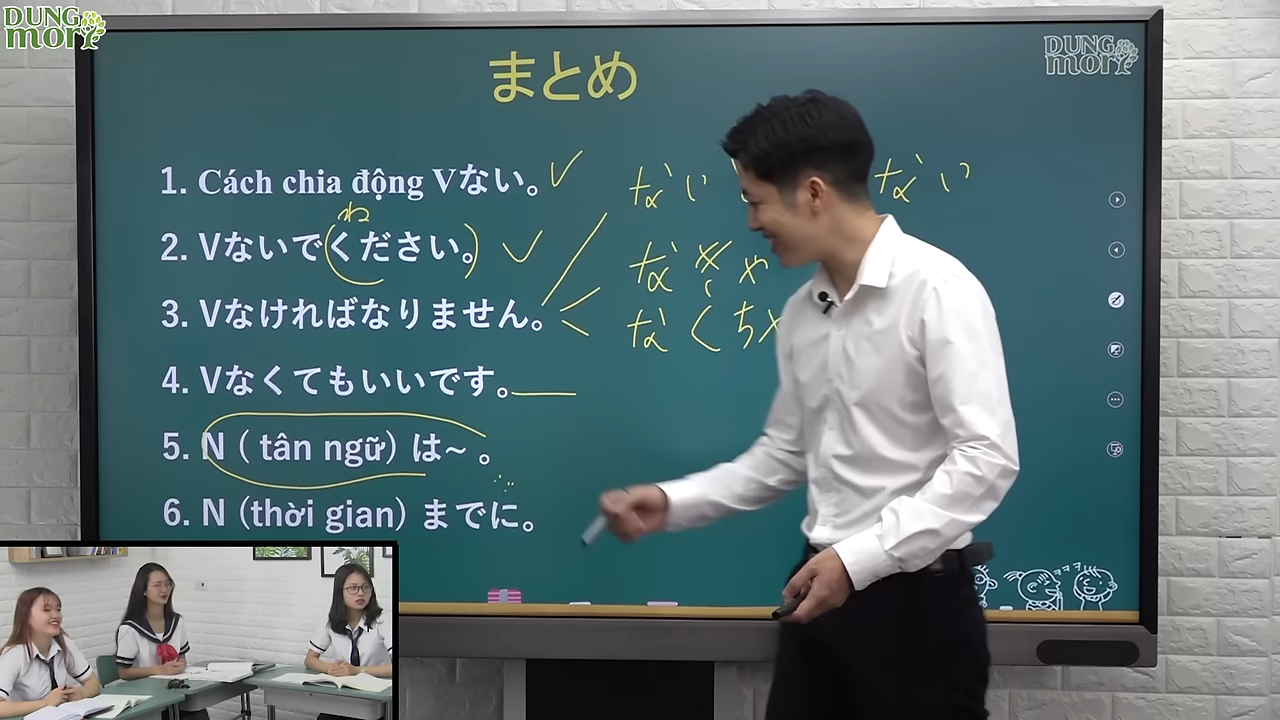 DUNG
mori
DUNG
mori
まとめ
1. Cách chia động Vない。
ない
ない
ね
2. Vないでください。
3. Vなければなりません。
なきゃ
なくちゃ
4. Vなくてもいいです。
5. N ( tân ngữ) は~ 。
6. N (thời gian) までに。